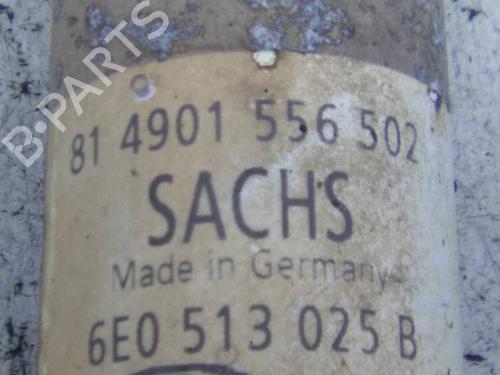 B-PARTS
81 4901 556 502
SACHS
Made in Germany
6E0 513 025 B